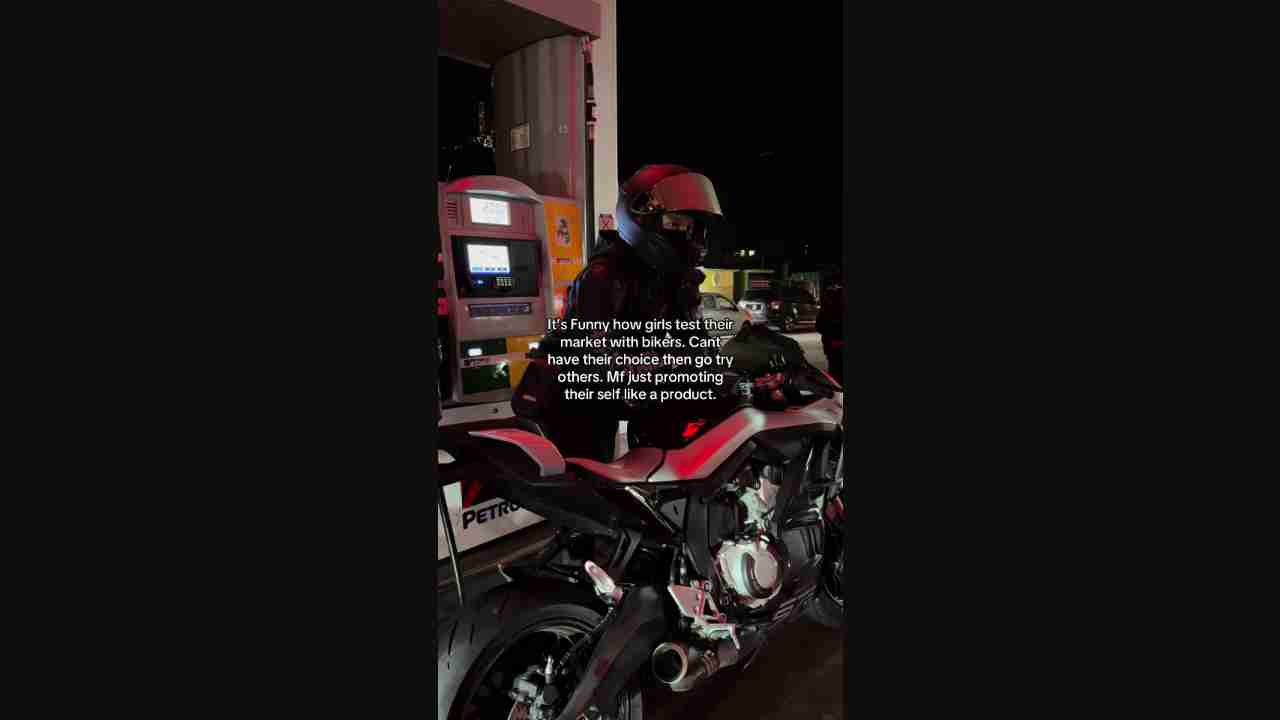 It's Funny how girls test their
market with bikers. Cant
have their choice then go try
others. Mf just promoting
their self like a product.
PETRO